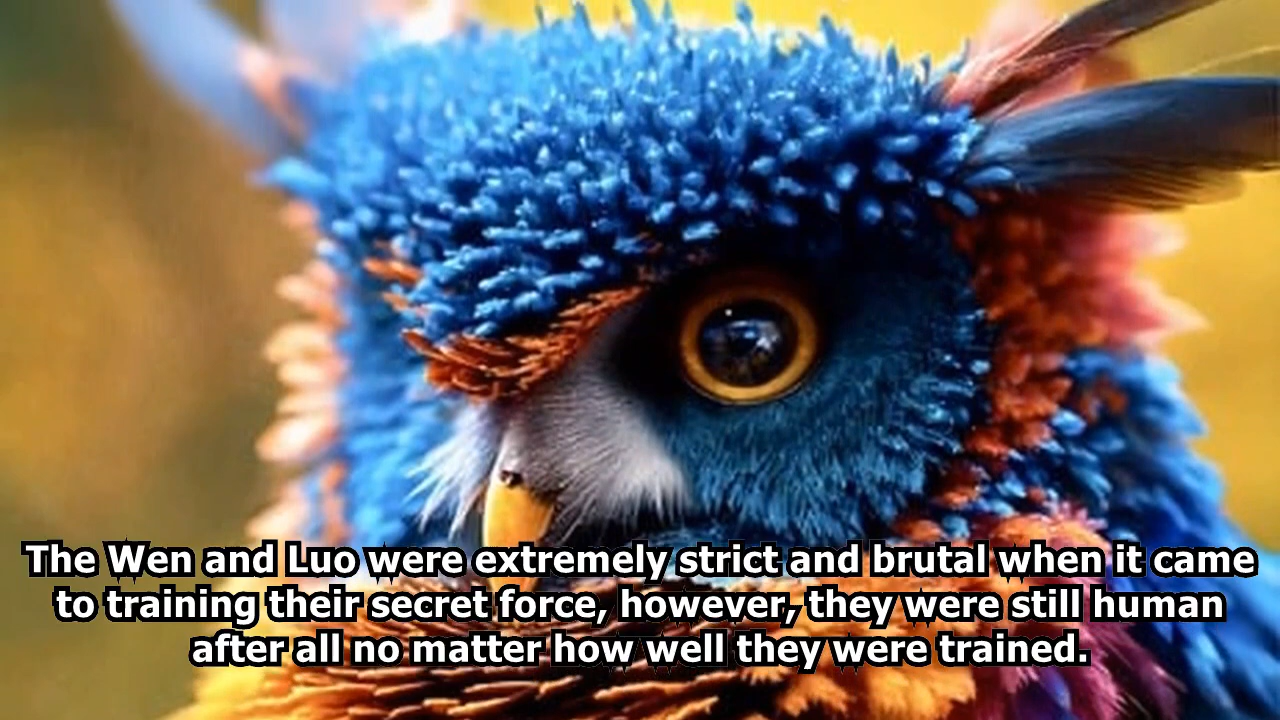 The Wen and Luo were extremely strict and brutal when it came
to training their secret force, however, they were still human
after all no matter how well they were trained.